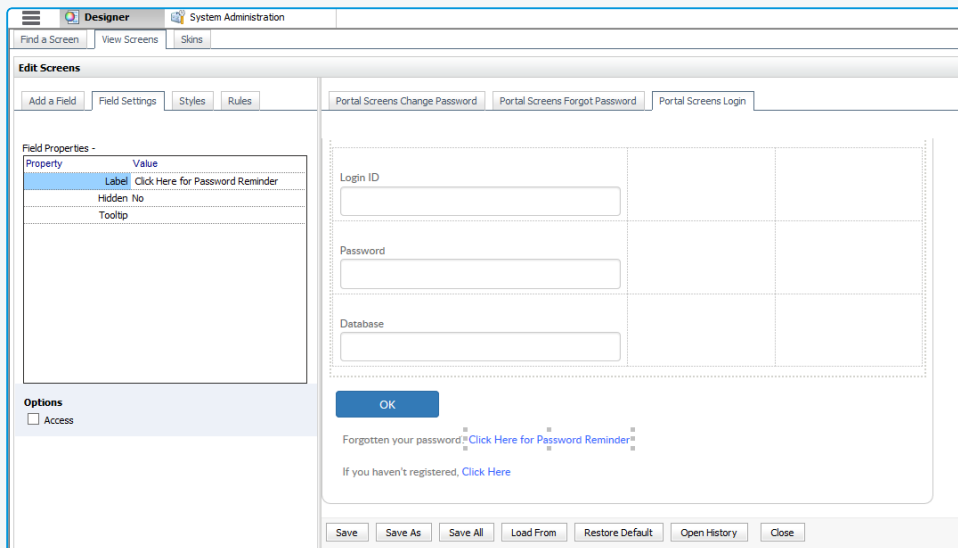 Designer
System Administration
Find a Screen
View Screens
Skins
Edit Screens
Add a Field
Field Settings
Styles
Rules
Portal Screens Change Password
Portal Screens Forgot Password
Portal Screens Login
Field Properties -
Property Value
Label Click Here for Password Reminder
Hidden No
Tooltip
Options
Access
Login ID
Password
Database
OK
Forgotten your password, Click Here for Password Reminder
If you haven't registered, Click Here
Save
Save As
Save All
Load From
Restore Default
Open History
Close